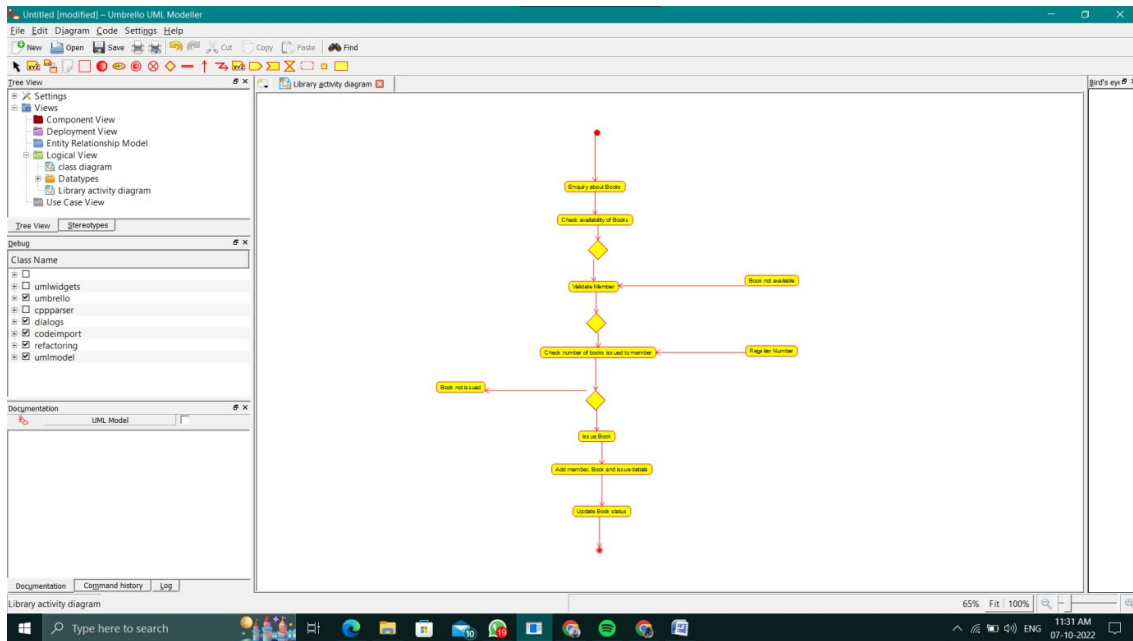 Untitled [modified] – Umbrello UML Modeller
File Edit Diagram Code Settings Help
New Open Save Cut Copy Paste Find
Tree View
Library activity diagram
Bird's eye
Settings
Views
Component View
Deployment View
Entity Relationship Model
Logical View
class diagram
Datatypes
Library activity diagram
Use Case View
Tree View Stereotypes
Debug
Class Name
umlwidgets
umbrello
cppparser
dialogs
codeimport
refactoring
umlmodel
Documentation
UML Model
Documentation Command history Log
Enquiry about Books
Check availability of Books
Validate Member
Book not available
Check number of books issued to member
Register Number
Book not issued
Issue Book
Add member, Book and issue detials
Update Book status
Library activity diagram
65% Fit 100%
Type here to search
10
19
ENG
11:31 AM
07-10-2022